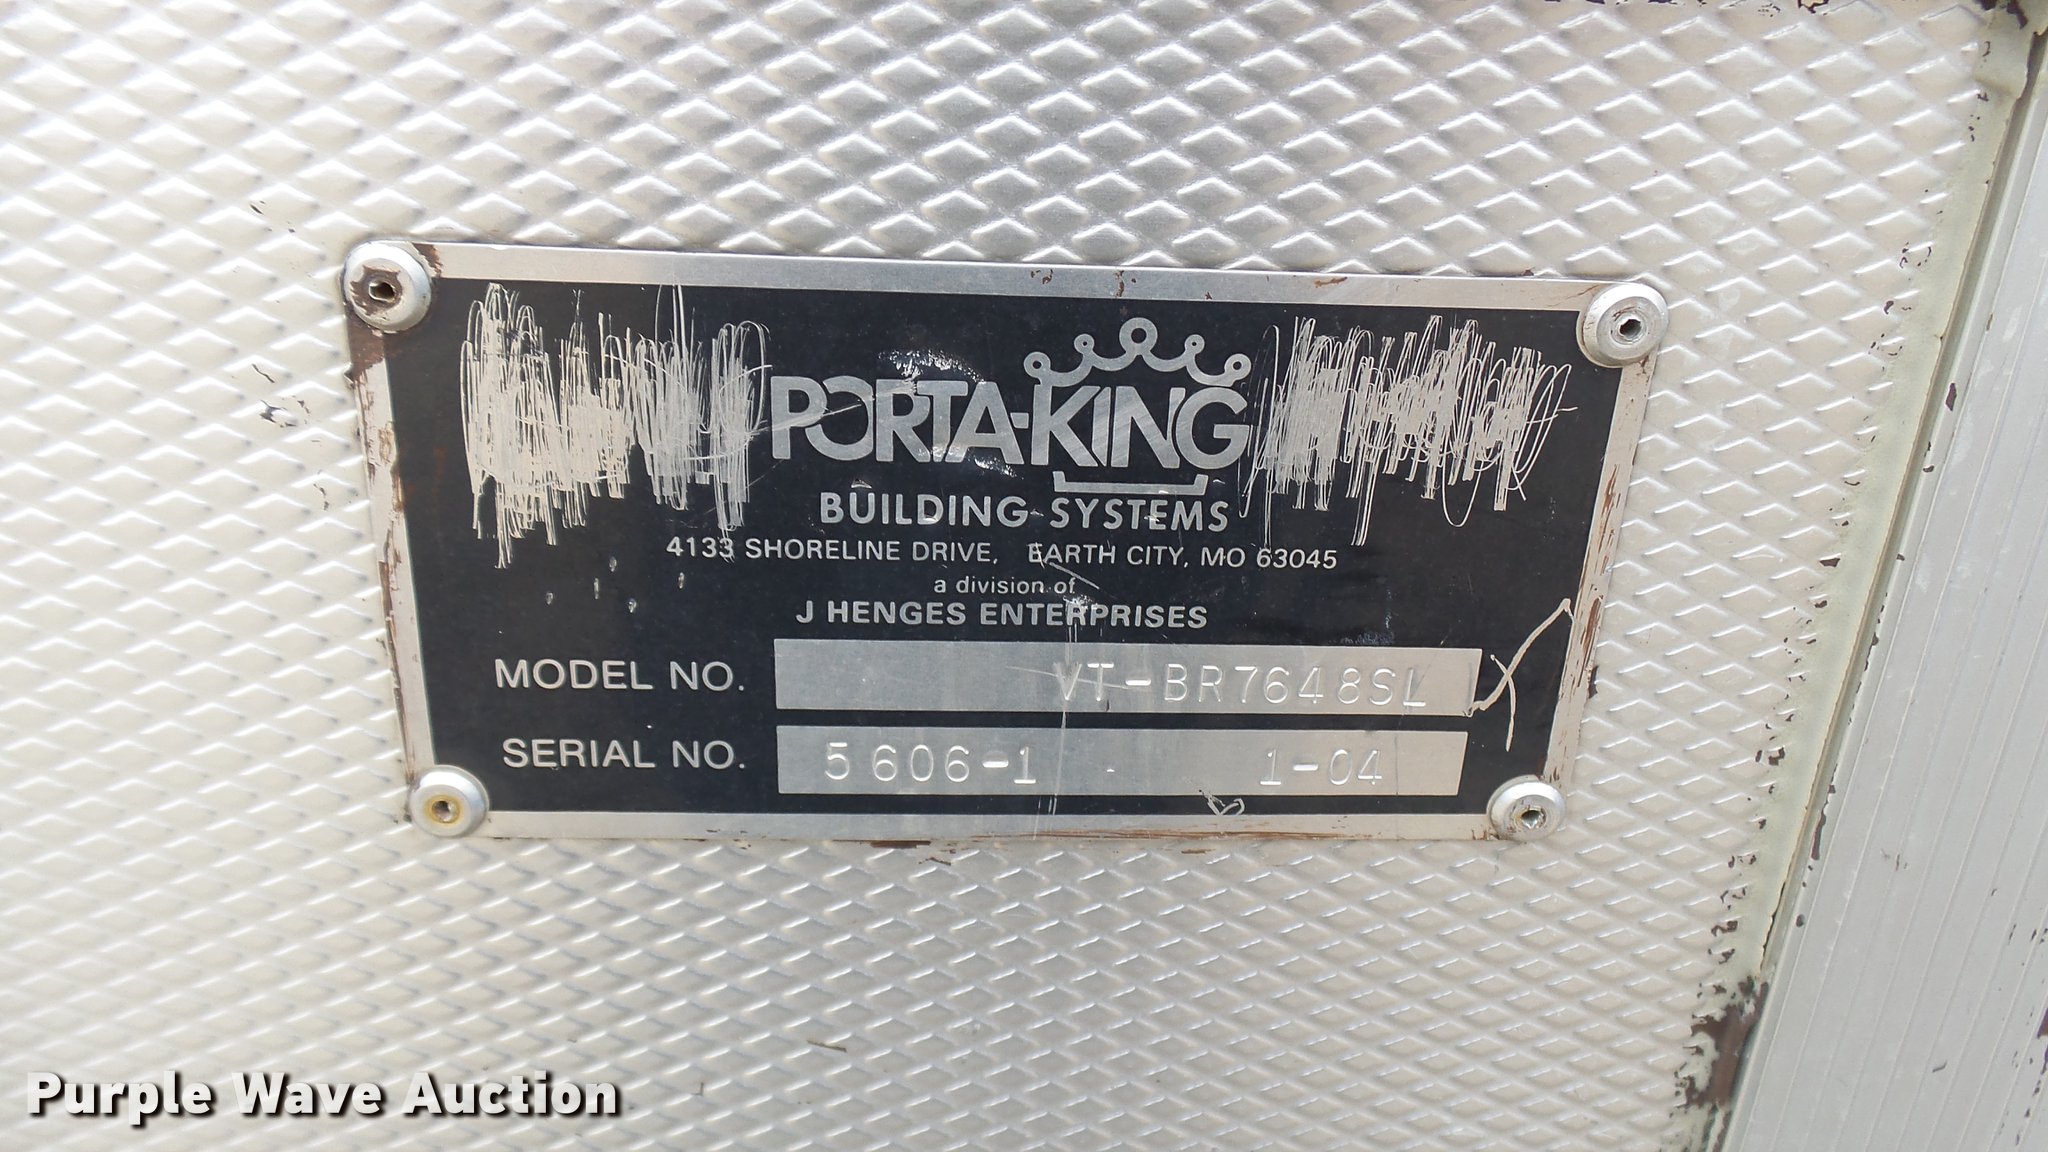 PORTA-KING
BUILDING SYSTEMS
4133 SHORELINE DRIVE, EARTH CITY, MO 63045
a division of
J HENGES ENTERPRISES
MODEL NO. VT-BR7648SL
SERIAL NO. 5606-1 1-04
Purple Wave Auction